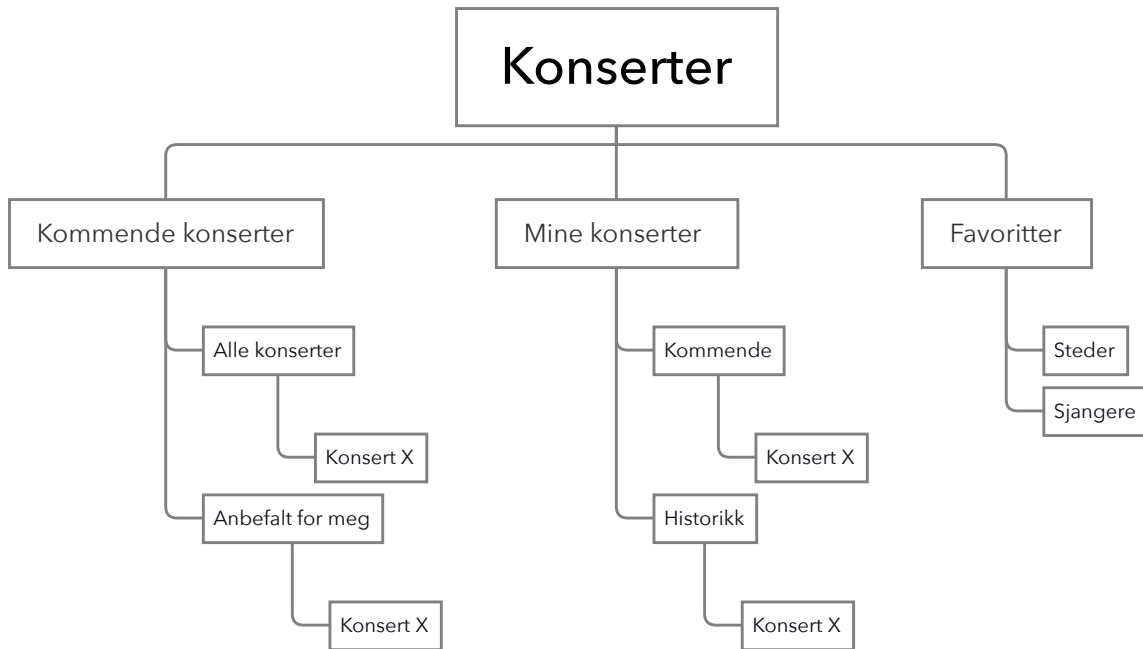 Konserter
Kommende konserter
Mine konserter
Favoritter
Alle konserter
Konsert X
Anbefalt for meg
Konsert X
Kommende
Konsert X
Historikk
Konsert X
Steder
Sjangere